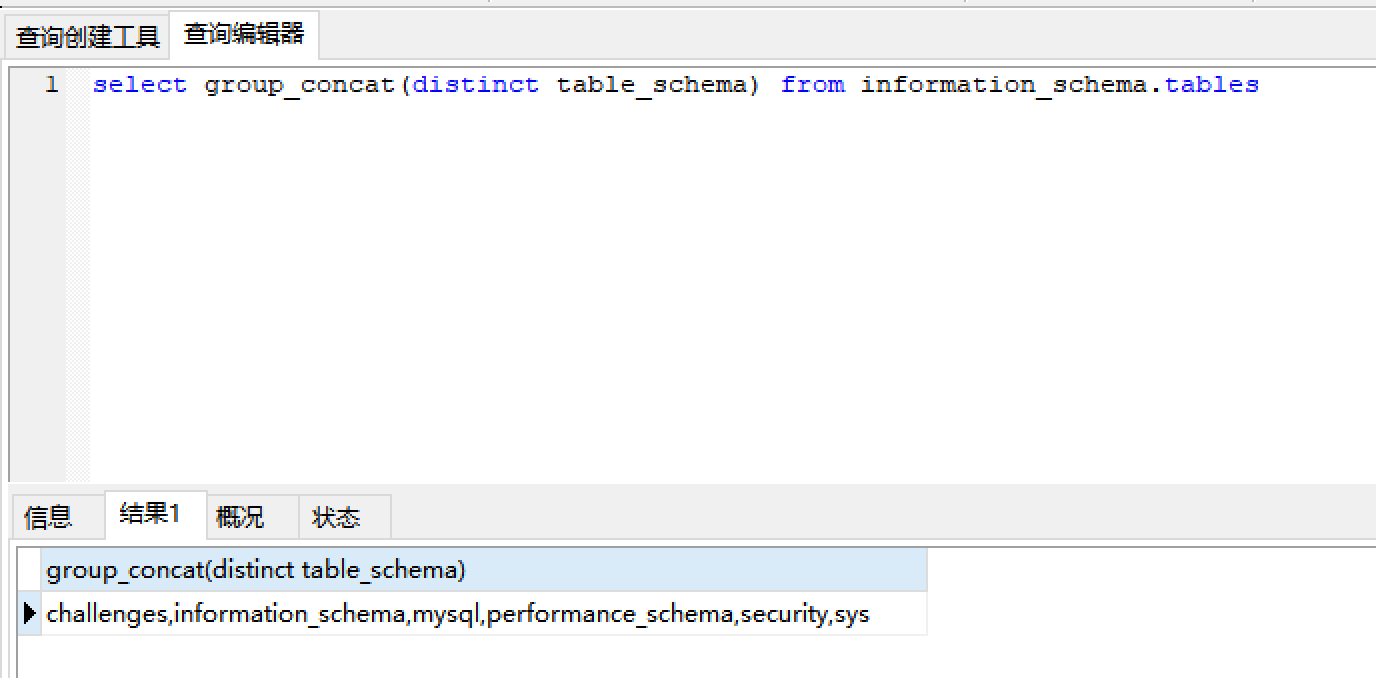 查询创建工具 查询编辑器
1 select group_concat(distinct table_schema) from information_schema.tables
信息 结果1 概况 状态
group_concat(distinct table_schema)
challenges,information_schema,mysql,performance_schema,security,sys